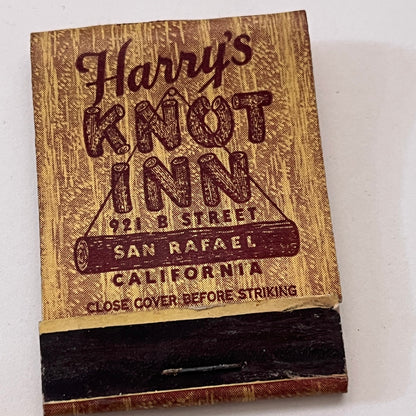 Harry's
KNOT
INN
921 B STREET
SAN RAFAEL
CALIFORNIA
CLOSE COVER BEFORE STRIKING